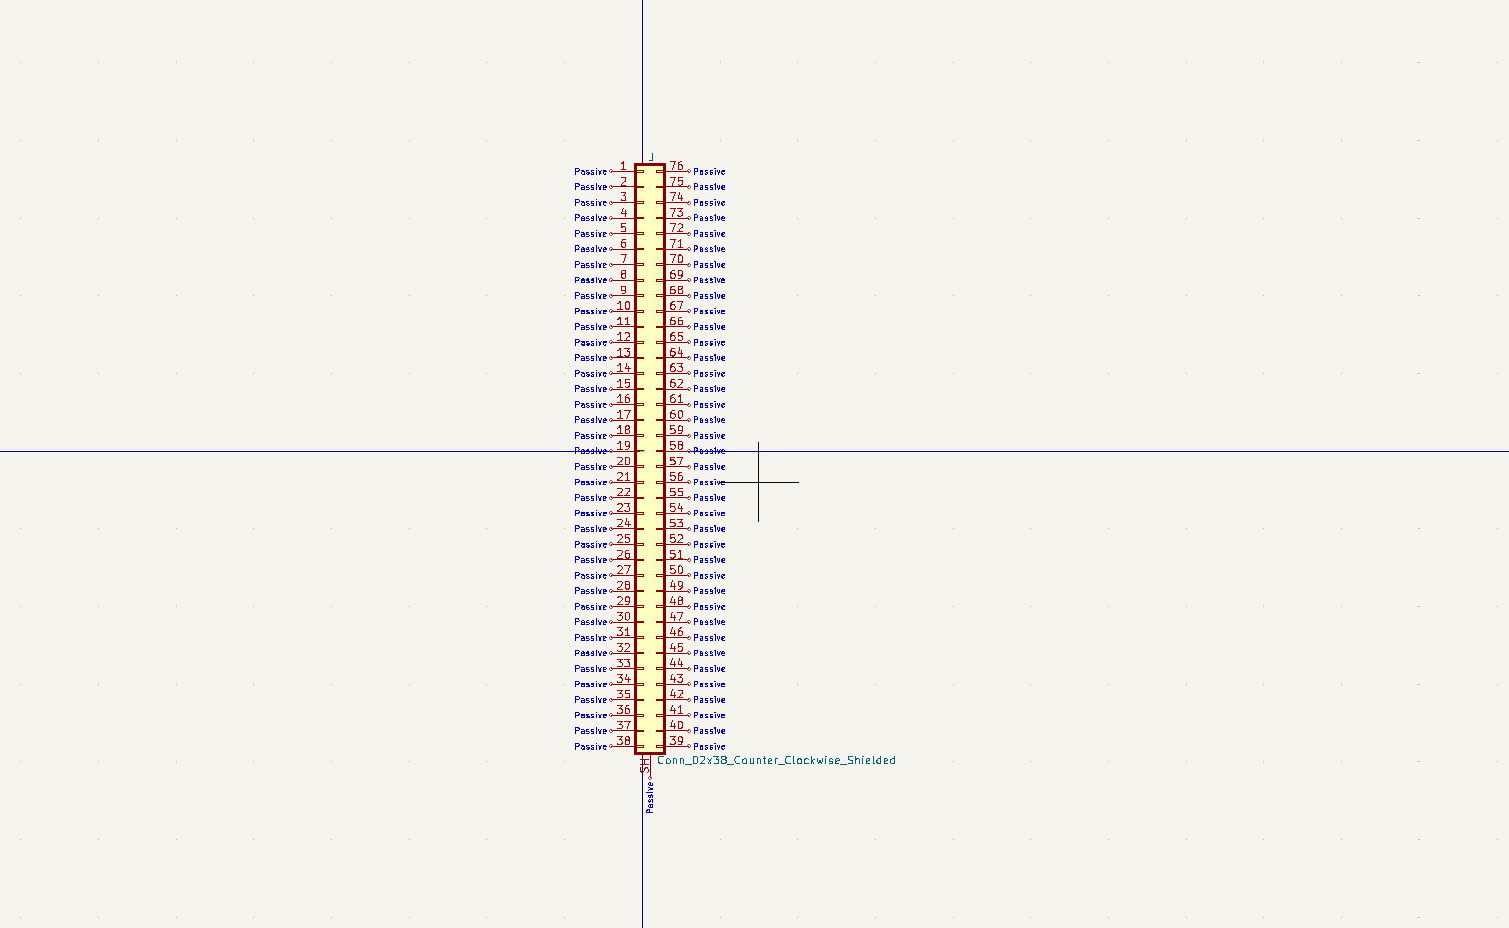 J
Passive 1 76 Passive
Passive 2 75 Passive
Passive 3 74 Passive
Passive 4 73 Passive
Passive 5 72 Passive
Passive 6 71 Passive
Passive 7 70 Passive
Passive 8 69 Passive
Passive 9 68 Passive
Passive 10 67 Passive
Passive 11 66 Passive
Passive 12 65 Passive
Passive 13 64 Passive
Passive 14 63 Passive
Passive 15 62 Passive
Passive 16 61 Passive
Passive 17 60 Passive
Passive 18 59 Passive
Passive 19 58 Passive
Passive 20 57 Passive
Passive 21 56 Passive
Passive 22 55 Passive
Passive 23 54 Passive
Passive 24 53 Passive
Passive 25 52 Passive
Passive 26 51 Passive
Passive 27 50 Passive
Passive 28 49 Passive
Passive 29 48 Passive
Passive 30 47 Passive
Passive 31 46 Passive
Passive 32 45 Passive
Passive 33 44 Passive
Passive 34 43 Passive
Passive 35 42 Passive
Passive 36 41 Passive
Passive 37 40 Passive
Passive 38 39 Passive
SH
Conn_02x38_Counter_Clockwise_Shielded
Passive